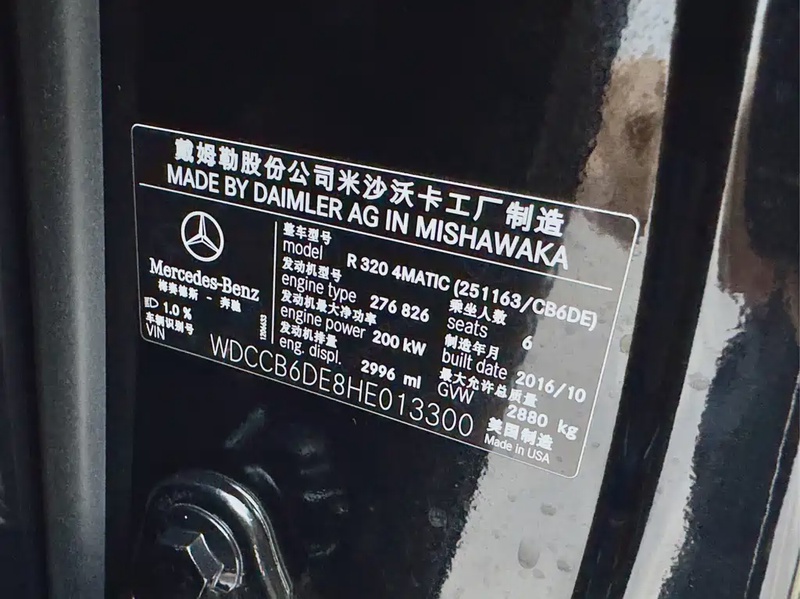 戴姆勒股份公司米沙沃卡工厂制造
MADE BY DAIMLER AG IN MISHAWAKA
Mercedes-Benz
梅赛德斯 - 奔驰
1.0 %
车辆识别号
VIN
整车型号
model R 320 4MATIC (251163/CB6DE)
发动机型号 乘坐人数
engine type 276 826 seats 6
发动机最大净功率 制造年月
engine power 200 kW built date 2016/10
发动机排量 最大允许总质量
eng. displ. 2996 ml GVW 2880 kg
WDCCB6DE8HE013300
美国制造
Made in USA